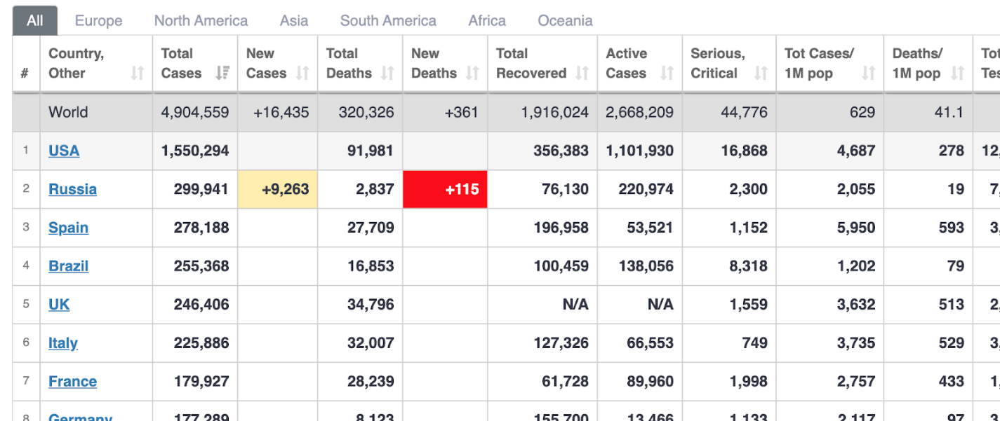 All Europe North America Asia South America Africa Oceania
# Country, Other Total Cases New Cases Total Deaths New Deaths Total Recovered Active Cases Serious, Critical Tot Cases/ 1M pop Deaths/ 1M pop
World 4,904,559 +16,435 320,326 +361 1,916,024 2,668,209 44,776 629 41.1
1 USA 1,550,294 91,981 356,383 1,101,930 16,868 4,687 278 12,
2 Russia 299,941 +9,263 2,837 +115 76,130 220,974 2,300 2,055 19 7,
3 Spain 278,188 27,709 196,958 53,521 1,152 5,950 593 3,
4 Brazil 255,368 16,853 100,459 138,056 8,318 1,202 79
5 UK 246,406 34,796 N/A N/A 1,559 3,632 513 2,
6 Italy 225,886 32,007 127,326 66,553 749 3,735 529 3,
7 France 179,927 28,239 61,728 89,960 1,998 2,757 433 1,
8 Germany 177,289 8,123 155,700 13,466 1,133 2,117 97 3